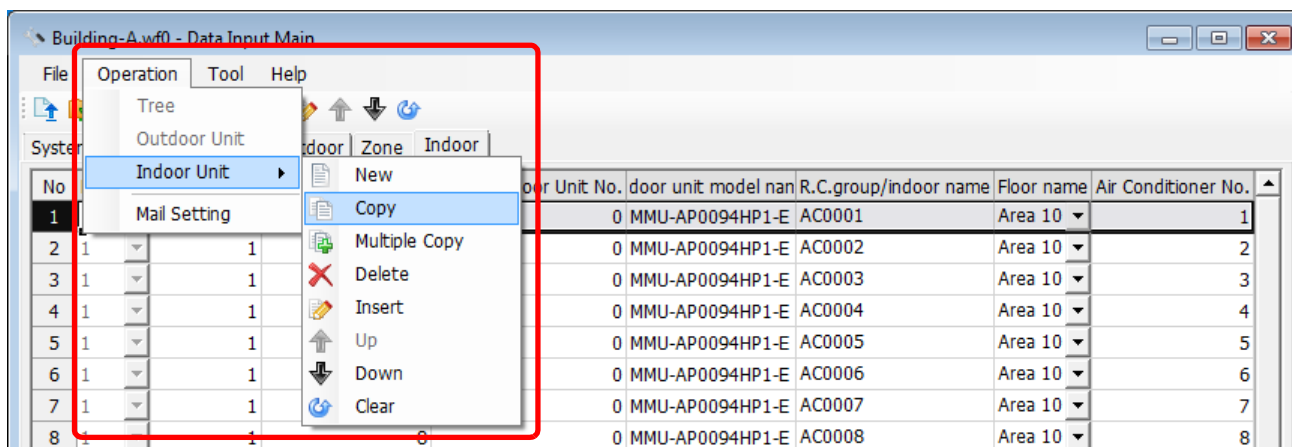 Building-A.wf0 - Data Input Main
File Operation Tool Help
Tree
Outdoor Unit
Indoor Unit
Mail Setting
New
Copy
Multiple Copy
Delete
Insert
Up
Down
Clear
Zone Indoor
No Unit No. door unit model nan R.C.group/indoor name Floor name Air Conditioner No.
1 0 MMU-AP0094HP1-E AC0001 Area 10 1
2 1 1 0 MMU-AP0094HP1-E AC0002 Area 10 2
3 1 1 0 MMU-AP0094HP1-E AC0003 Area 10 3
4 1 1 0 MMU-AP0094HP1-E AC0004 Area 10 4
5 1 1 0 MMU-AP0094HP1-E AC0005 Area 10 5
6 1 1 0 MMU-AP0094HP1-E AC0006 Area 10 6
7 1 1 0 MMU-AP0094HP1-E AC0007 Area 10 7
8 1 1 8 0 MMU-AP0094HP1-E AC0008 Area 10 8